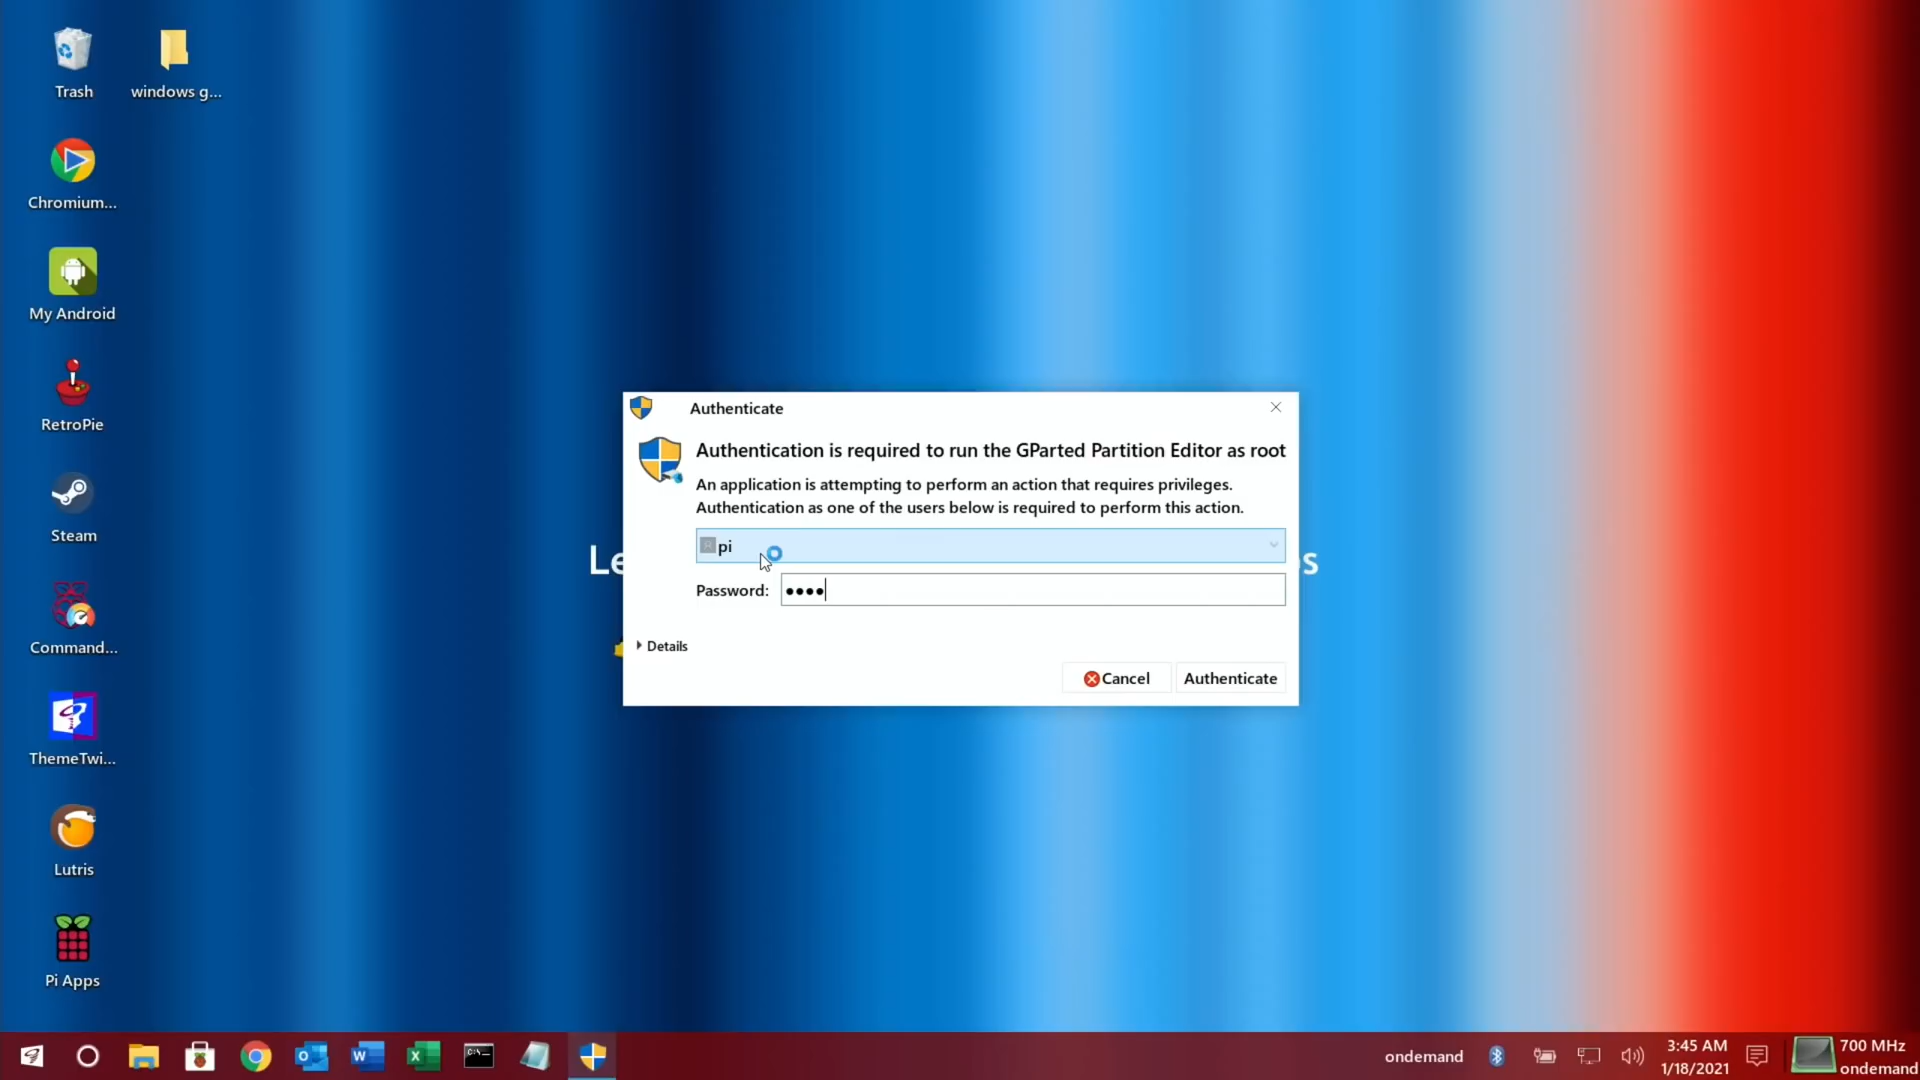 Trash
windows g...
Chromium...
My Android
RetroPie
Steam
Command...
ThemeTwi...
Lutris
Pi Apps
Le
s
Authenticate
Authentication is required to run the GParted Partition Editor as root
An application is attempting to perform an action that requires privileges.
Authentication as one of the users below is required to perform this action.
pi
Password: ●●●●
Details
Cancel
Authenticate
ondemand
3:45 AM
1/18/2021
700 MHz
ondemand